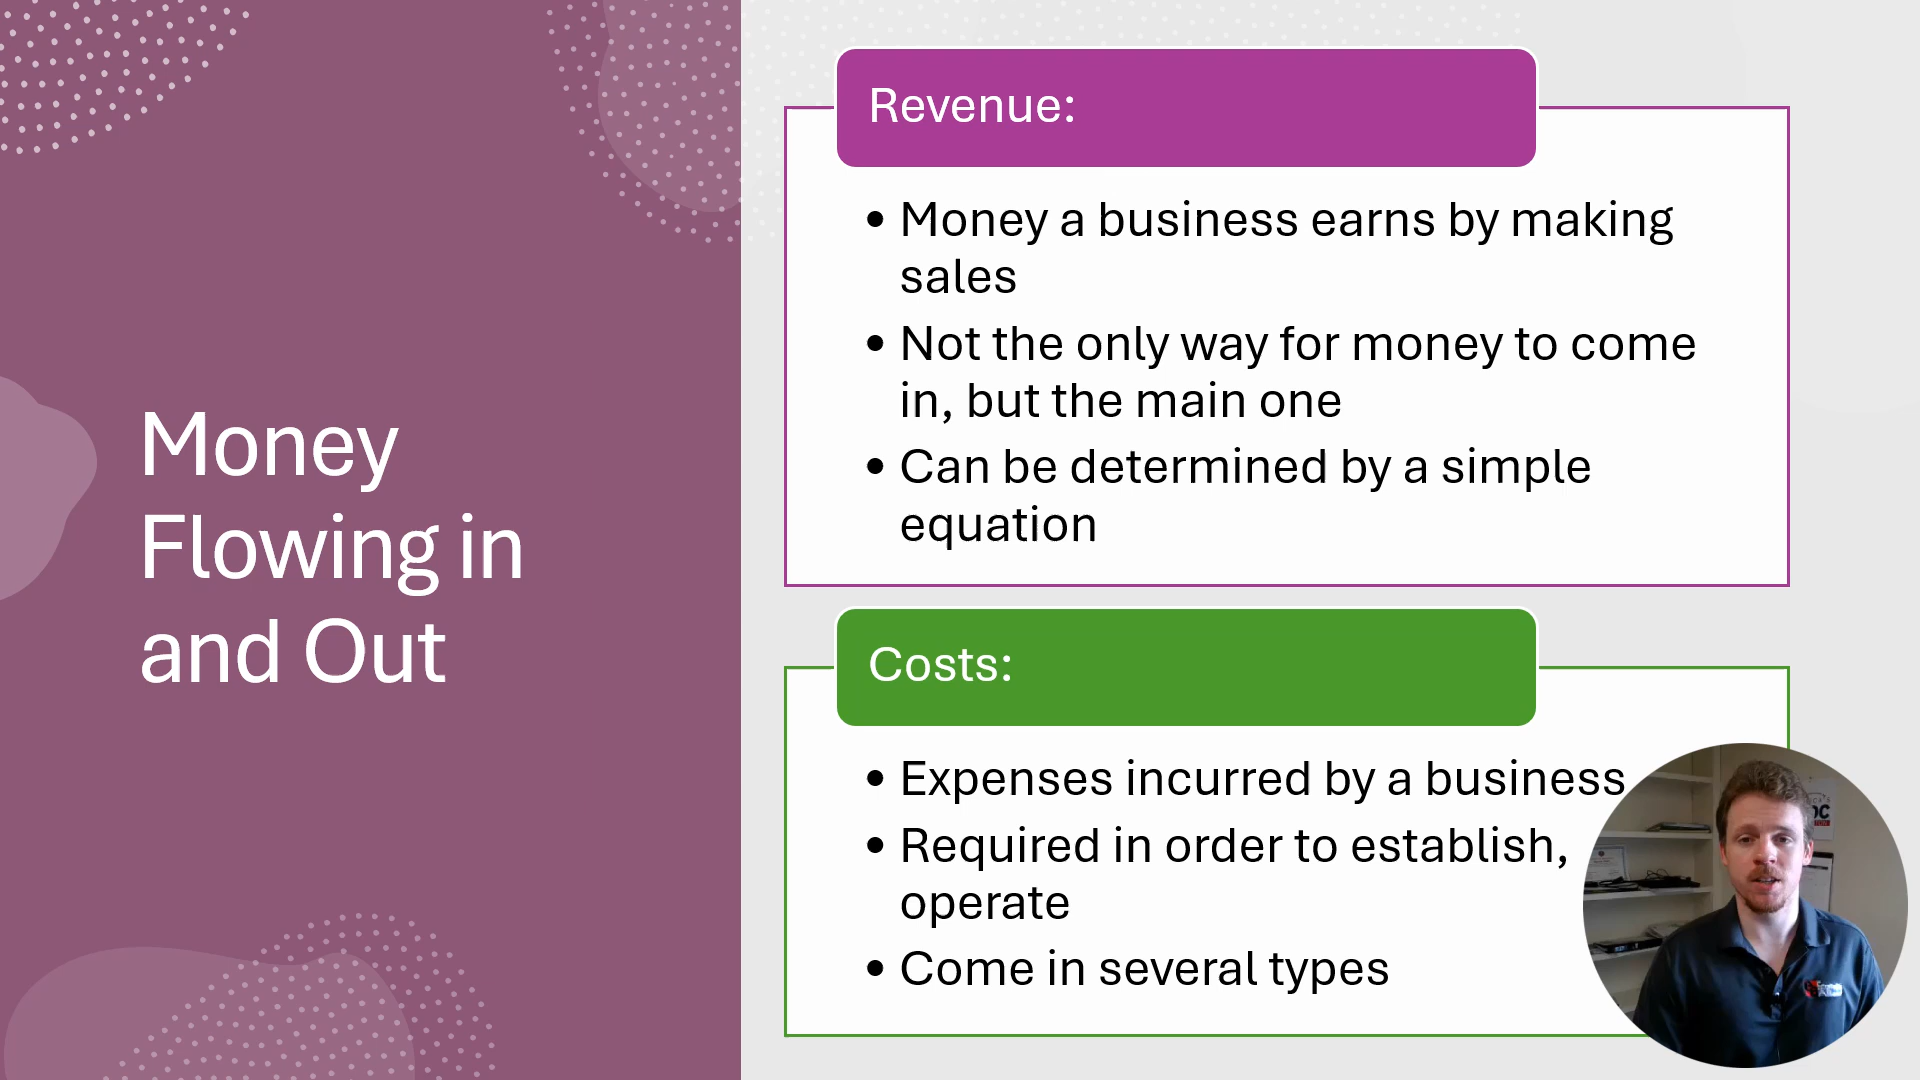 Money
Flowing in
and Out
Revenue:
• Money a business earns by making
sales
• Not the only way for money to come
in, but the main one
• Can be determined by a simple
equation
Costs:
• Expenses incurred by a business
• Required in order to establish,
operate
• Come in several types